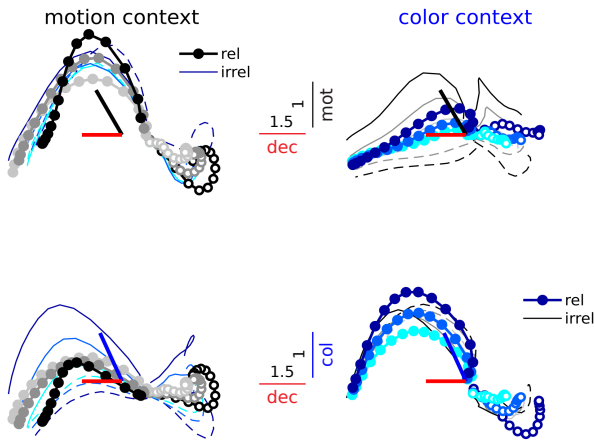 motion context
color context
rel
irrel
1
mot
1.5
dec
1
col
1.5
dec
rel
irrel